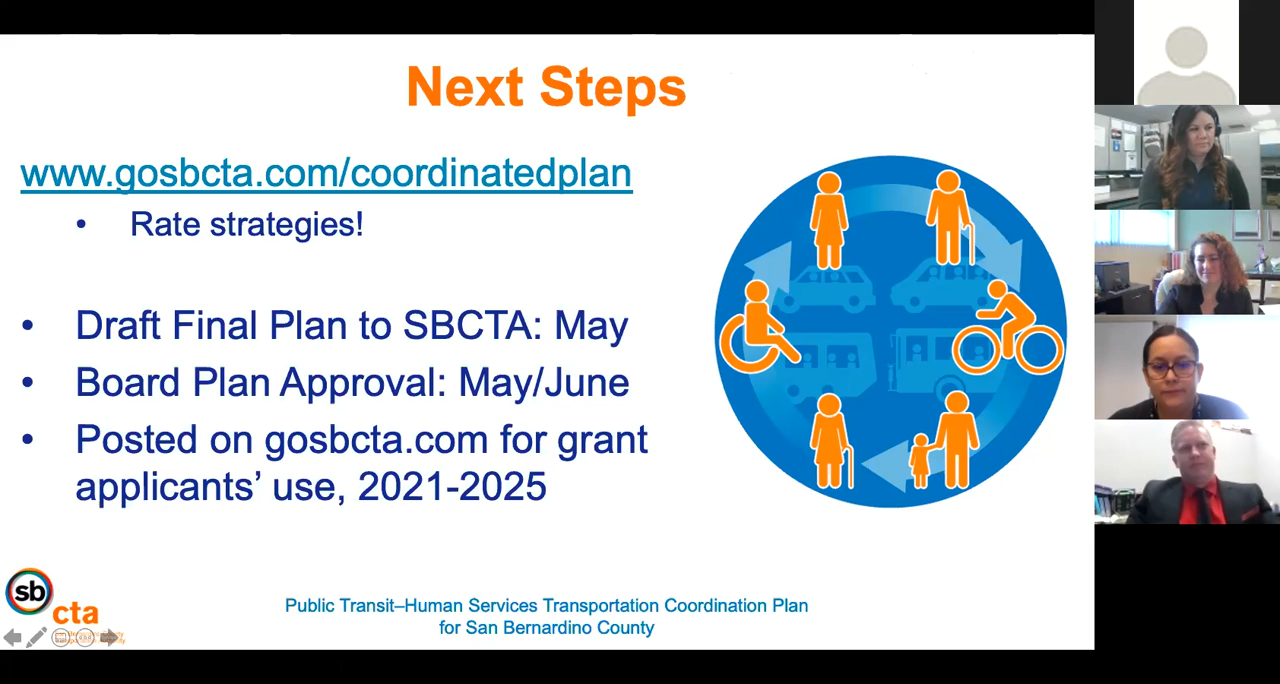 Next Steps
www.gosbcta.com/coordinatedplan
• Rate strategies!
• Draft Final Plan to SBCTA: May
• Board Plan Approval: May/June
• Posted on gosbcta.com for grant
applicants’ use, 2021-2025
sb
cta
Public Transit–Human Services Transportation Coordination Plan
for San Bernardino County